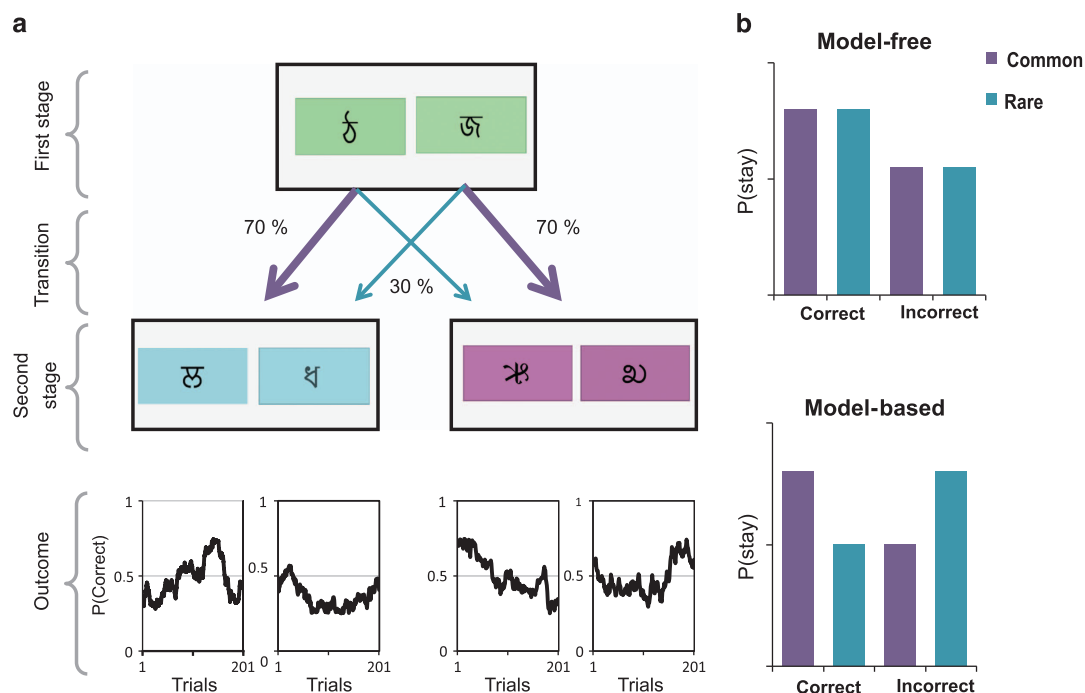 a
First stage
ঠ
জ
Transition
70 %
70 %
30 %
Second
stage
ল
ধ
ঋ
খ
Outcome
P(Correct)
1
0.5
0
1
201
Trials
1
0.5
0
1
201
Trials
1
0.5
0
1
201
Trials
1
0.5
0
1
201
Trials
b
Model-free
Common
Rare
P(stay)
Correct
Incorrect
Model-based
P(stay)
Correct
Incorrect